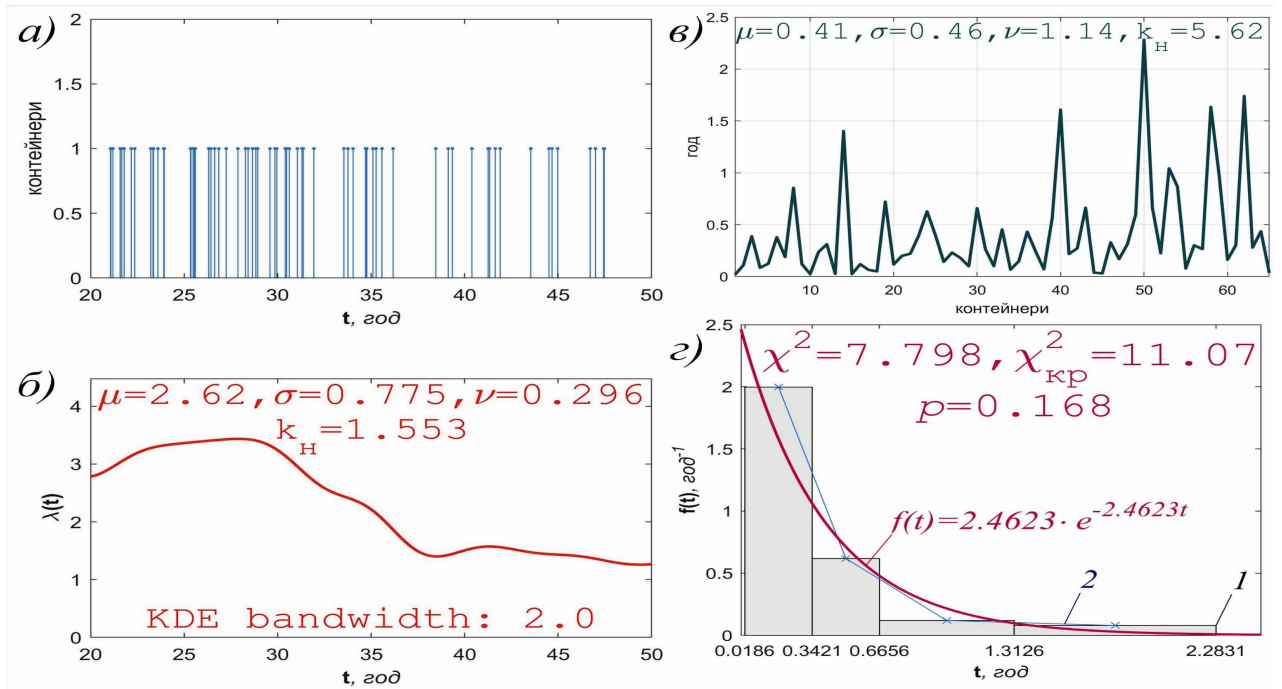 а)
2
1.5
1
0.5
0
контейнери
20 25 30 35 40 45 50
t, год
б)
μ=2.62,σ=0.775,ν=0.296
kн=1.553
4
3
2
1
0
λ(t)
KDE bandwidth: 2.0
20 25 30 35 40 45 50
t, год
в)
μ=0.41,σ=0.46,ν=1.14,kн=5.62
2.5
2
1.5
1
0.5
0
год
10 20 30 40 50 60
контейнери
г)
χ²=7.798,χ²кр=11.07
p=0.168
2.5
2
1.5
1
0.5
0
f(t), год⁻¹
f(t)=2.4623· e^-2.4623t
2
1
0.0186 0.3421 0.6656 1.3126 2.2831
t, год